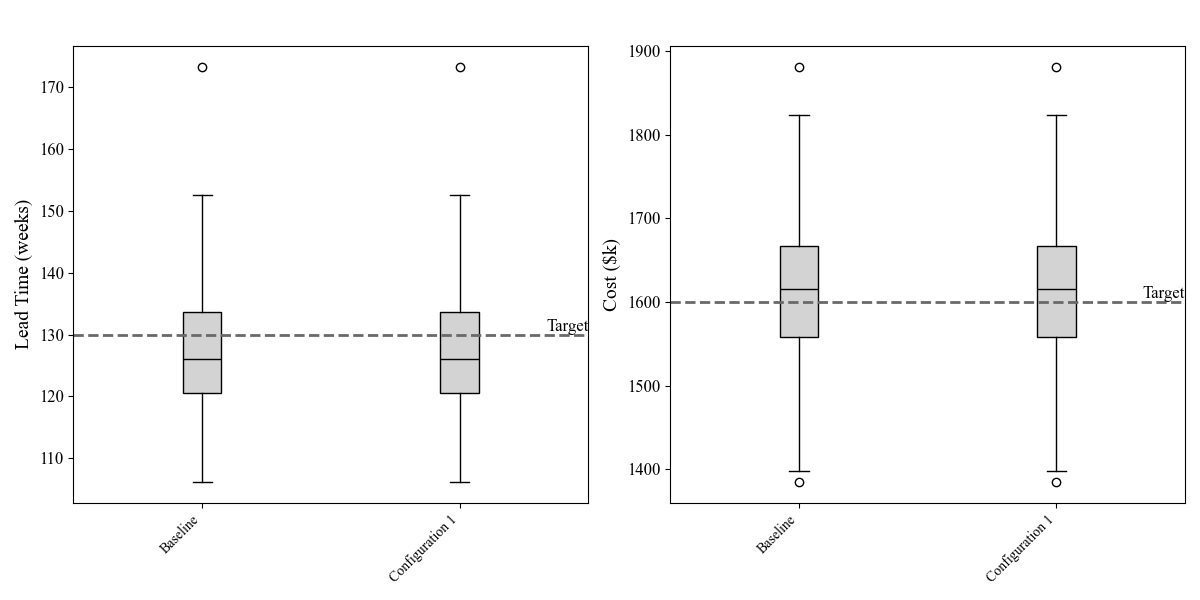 Lead Time (weeks)
170
160
150
140
130
120
110
Target
Baseline
Configuration 1
Cost ($k)
1900
1800
1700
1600
1500
1400
Target
Baseline
Configuration 1